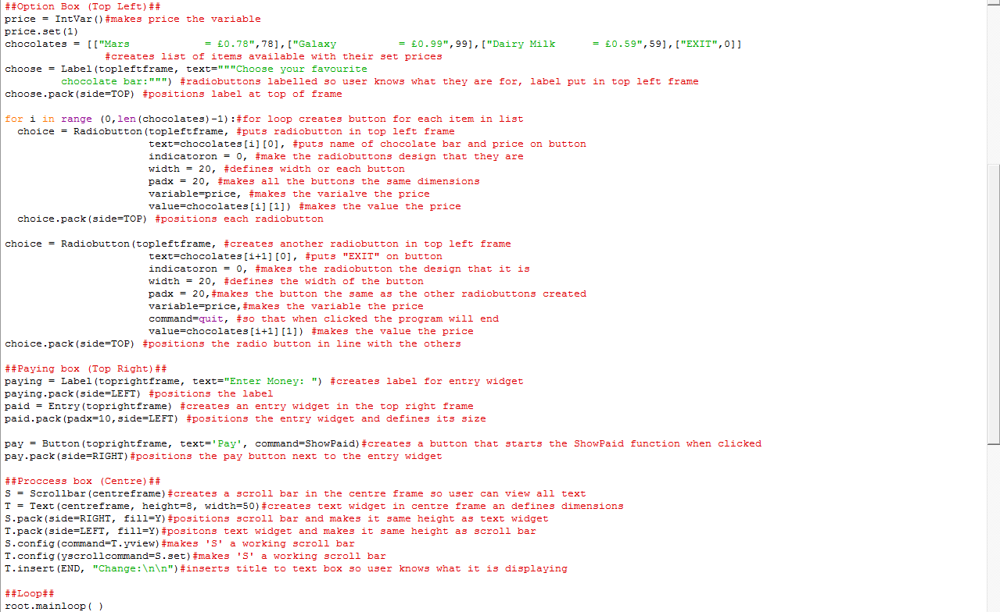 ##Option Box (Top Left)##
price = IntVar()#makes price the variable
price.set(1)
chocolates = [["Mars            = £0.78",78],["Galaxy          = £0.99",99],["Dairy Milk      = £0.59",59],["EXIT",0]]
                #creates list of items available with their set prices
choose = Label(topleftframe, text="""Choose your favourite
         chocolate bar:""") #radiobuttons labelled so user knows what they are for, label put in top left frame
choose.pack(side=TOP) #positions label at top of frame

for i in range (0,len(chocolates)-1):#for loop creates button for each item in list
  choice = Radiobutton(topleftframe, #puts radiobutton in top left frame
                       text=chocolates[i][0], #puts name of chocolate bar and price on button
                       indicatoron = 0, #make the radiobuttons design that they are
                       width = 20, #defines width or each button
                       padx = 20, #makes all the buttons the same dimensions
                       variable=price, #makes the varialve the price
                       value=chocolates[i][1]) #makes the value the price
  choice.pack(side=TOP) #positions each radiobutton

choice = Radiobutton(topleftframe, #creates another radiobutton in top left frame
                       text=chocolates[i+1][0], #puts "EXIT" on button
                       indicatoron = 0, #makes the radiobutton the design that it is
                       width = 20, #defines the width of the button
                       padx = 20,#makes the button the same as the other radiobuttons created
                       variable=price,#makes the variable the price
                       command=quit, #so that when clicked the program will end
                       value=chocolates[i+1][1]) #makes the value the price
choice.pack(side=TOP) #positions the radio button in line with the others

##Paying box (Top Right)##
paying = Label(toprightframe, text="Enter Money: ") #creates label for entry widget
paying.pack(side=LEFT) #positions the label
paid = Entry(toprightframe) #creates an entry widget in the top right frame
paid.pack(padx=10,side=LEFT) #positions the entry widget and defines its size

pay = Button(toprightframe, text='Pay', command=ShowPaid)#creates a button that starts the ShowPaid function when clicked
pay.pack(side=RIGHT)#positions the pay button next to the entry widget

##Proccess box (Centre)##
S = Scrollbar(centreframe)#creates a scroll bar in the centre frame so user can view all text
T = Text(centreframe, height=8, width=50)#creates text widget in centre frame an defines dimensions
S.pack(side=RIGHT, fill=Y)#positions scroll bar and makes it same height as text widget
T.pack(side=LEFT, fill=Y)#positons text widget and makes it same height as scroll bar
S.config(command=T.yview)#makes 'S' a working scroll bar
T.config(yscrollcommand=S.set)#makes 'S' a working scroll bar
T.insert(END, "Change:\n\n")#inserts title to text box so user knows what it is displaying

##Loop##
root.mainloop( )